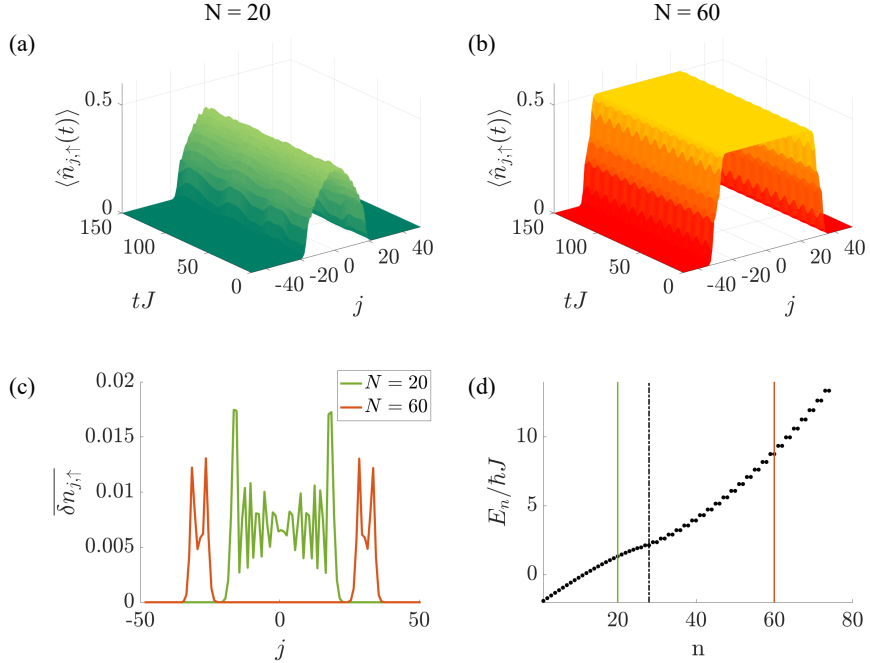 N = 20
N = 60
(a)
(b)
⟨n̂_{j,↑}(t)⟩
0.5
0
150
100
50
0
tJ
-40
-20
0
20
40
j
⟨n̂_{j,↑}(t)⟩
0.5
0
150
100
50
0
tJ
-40
-20
0
20
40
j
(c)
(d)
0.02
0.015
0.01
0.005
0
\overline{δn_{j,↑}}
N = 20
N = 60
-50
0
50
j
E_n/ℏJ
10
5
0
0
20
40
60
80
n